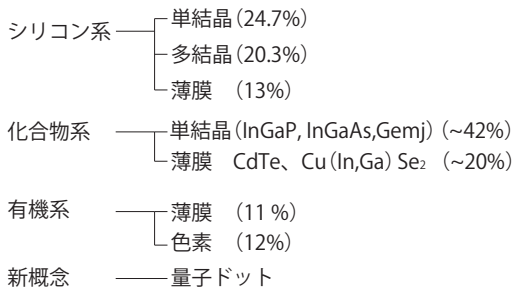 シリコン系 単結晶（24.7%）
多結晶（20.3%）
薄膜 （13%）
化合物系 単結晶（InGaP, InGaAs,Gemj）（~42%）
薄膜 CdTe、Cu（In,Ga）Se₂ （~20%）
有機系 薄膜 （11 %）
色素 （12%）
新概念 量子ドット